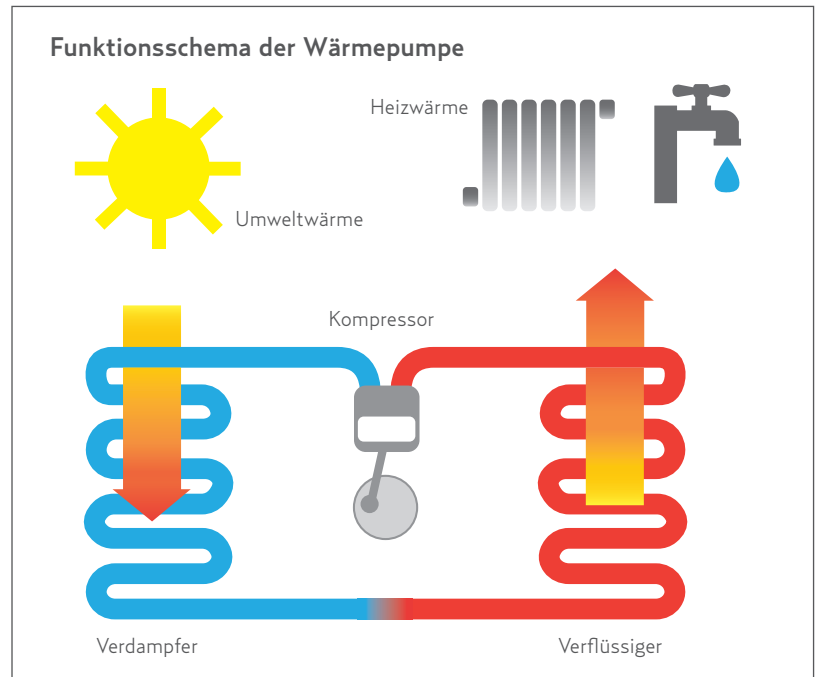 Funktionsschema der Wärmepumpe
Heizwärme
Umweltwärme
Kompressor
Verdampfer
Verflüssiger